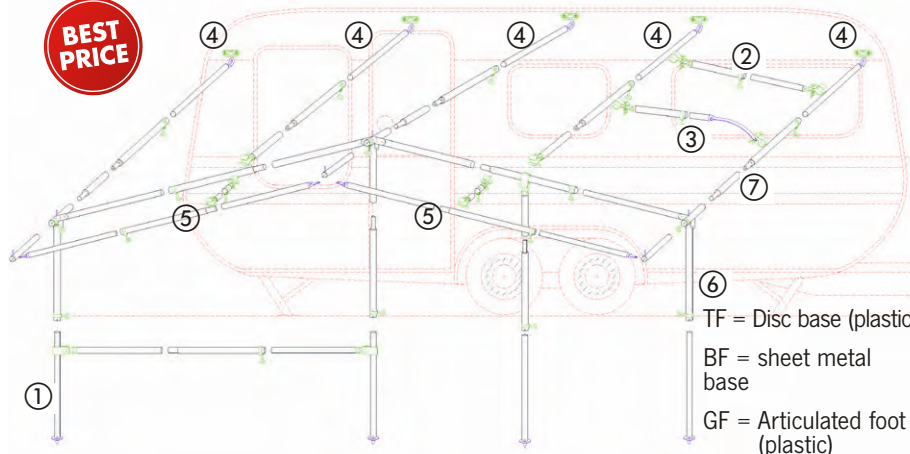 BEST
PRICE
④ ④ ④ ④ ④
②
③
⑦
⑤ ⑤
⑥
①
TF = Disc base (plastic
BF = sheet metal
base
GF = Articulated foot
(plastic)